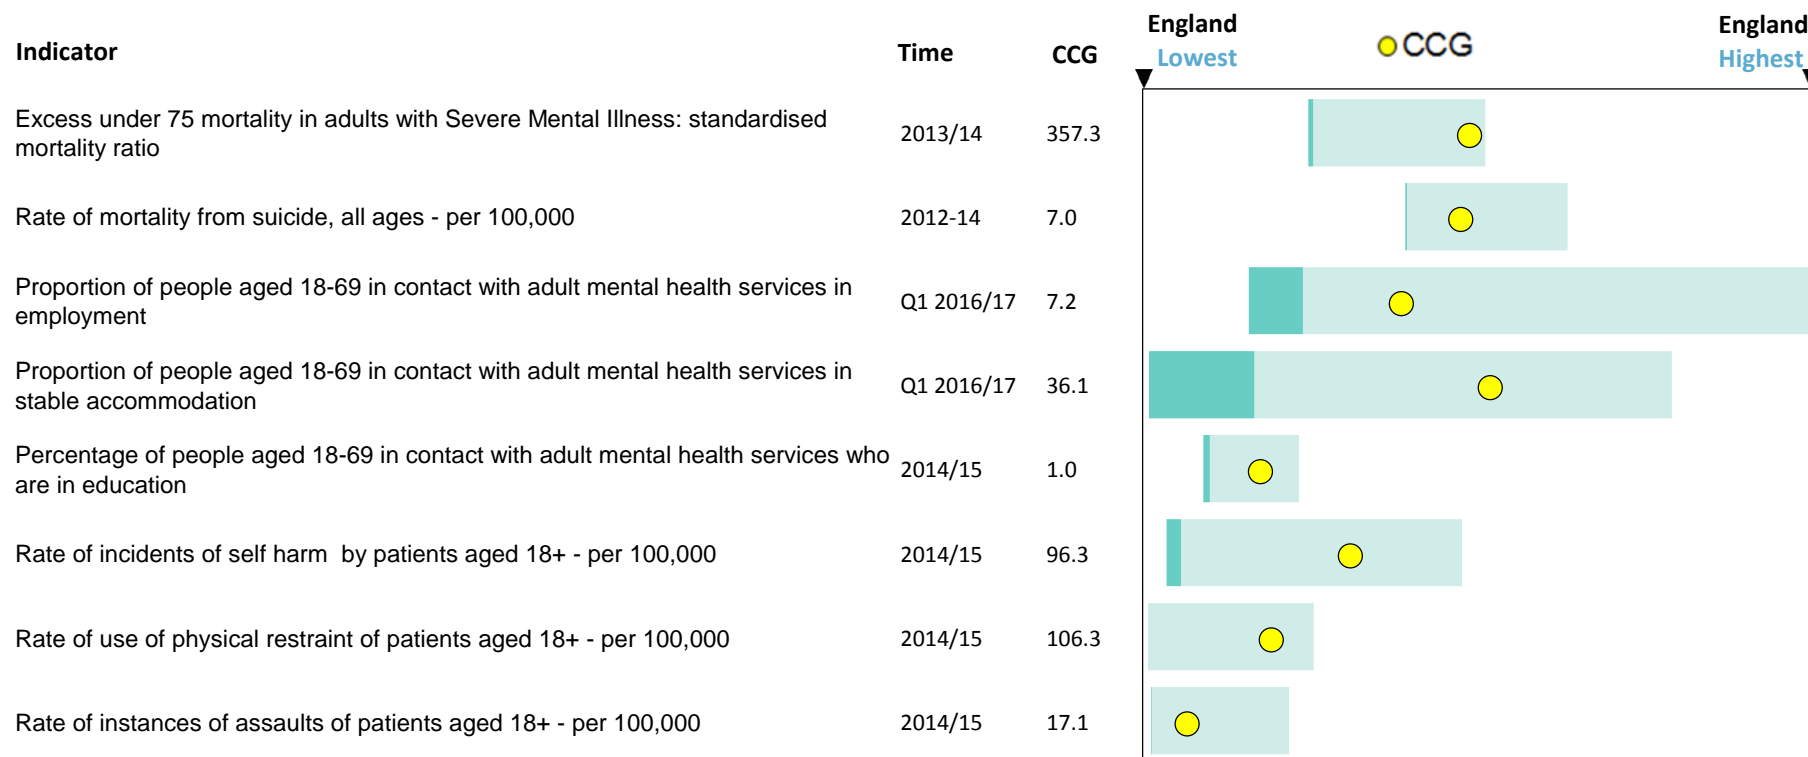 England
England
Indicator
Time
CCG
Lowest
CCG
Highest
Excess under 75 mortality in adults with Severe Mental Illness: standardised
mortality ratio
2013/14
357.3
Rate of mortality from suicide, all ages - per 100,000
2012-14
7.0
Proportion of people aged 18-69 in contact with adult mental health services in
employment
Q1 2016/17
7.2
Proportion of people aged 18-69 in contact with adult mental health services in
stable accommodation
Q1 2016/17
36.1
Percentage of people aged 18-69 in contact with adult mental health services who
are in education
2014/15
1.0
Rate of incidents of self harm  by patients aged 18+ - per 100,000
2014/15
96.3
Rate of use of physical restraint of patients aged 18+ - per 100,000
2014/15
106.3
Rate of instances of assaults of patients aged 18+ - per 100,000
2014/15
17.1